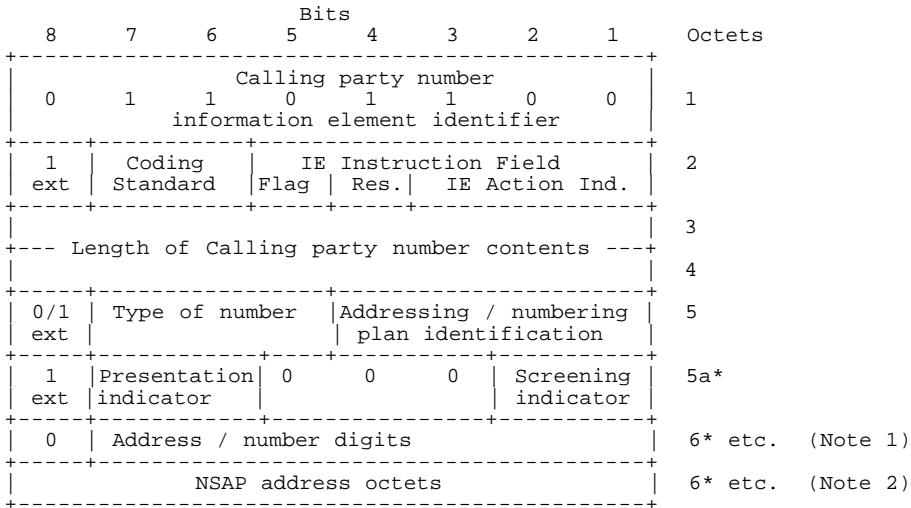 Bits
8 7 6 5 4 3 2 1 Octets
+-----------------------------------------------+
| Calling party number |
| 0 1 1 0 1 1 0 0 | 1
| information element identifier |
+-----+-----------+-----------------------------+
| 1 | Coding | IE Instruction Field | 2
| ext | Standard |Flag | Res.| IE Action Ind. |
+-----+-----------+-----+-----+-----------------+
| | 3
+--- Length of Calling party number contents ---+
| | 4
+-----+-----------------+-----------------------+
| 0/1 | Type of number |Addressing / numbering | 5
| ext | | plan identification |
+-----+------------+----+-----------+-----------+
| 1 |Presentation| 0 0 0 | Screening | 5a*
| ext |indicator | | indicator |
+-----+------------+----------------+-----------+
| 0 | Address / number digits | 6* etc. (Note 1)
+-----+-----------------------------------------+
| NSAP address octets | 6* etc. (Note 2)
+-----------------------------------------------+